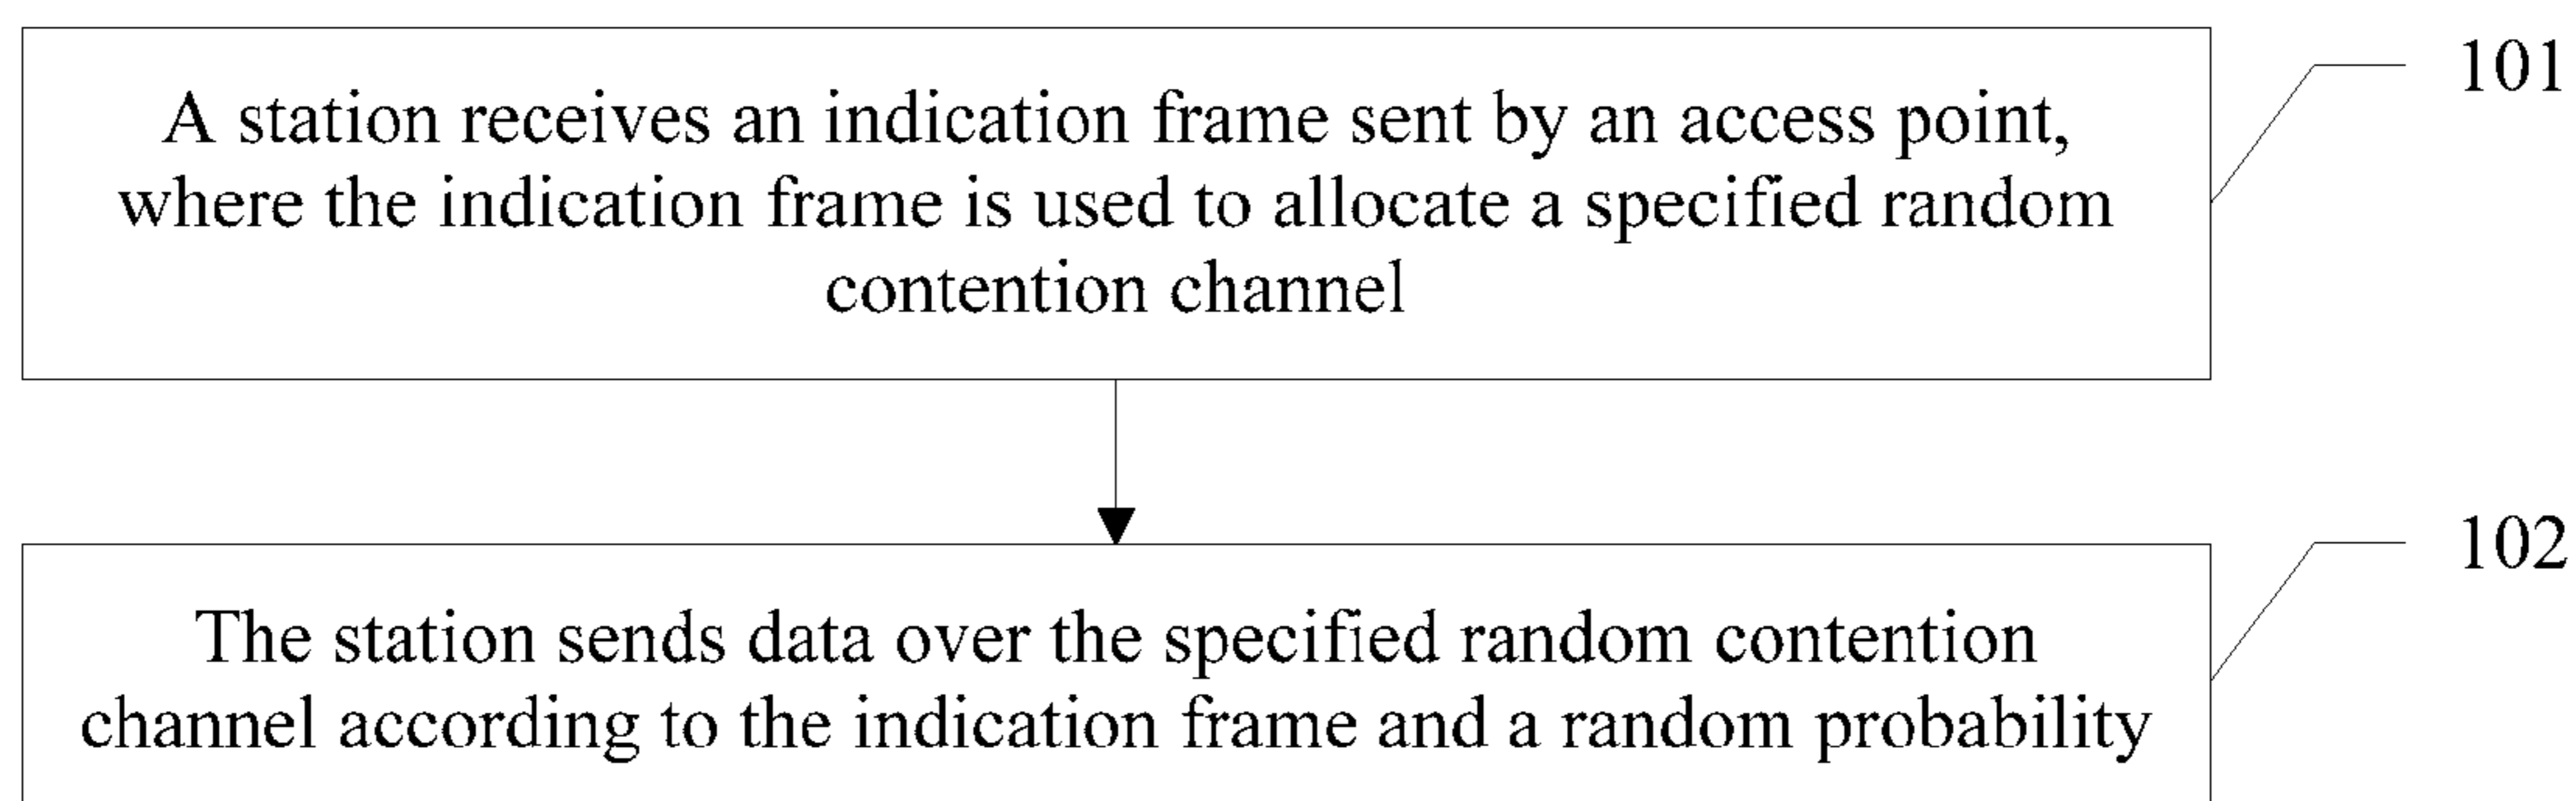 A station receives an indication frame sent by an access point,
where the indication frame is used to allocate a specified random
contention channel
101
The station sends data over the specified random contention
channel according to the indication frame and a random probability
102